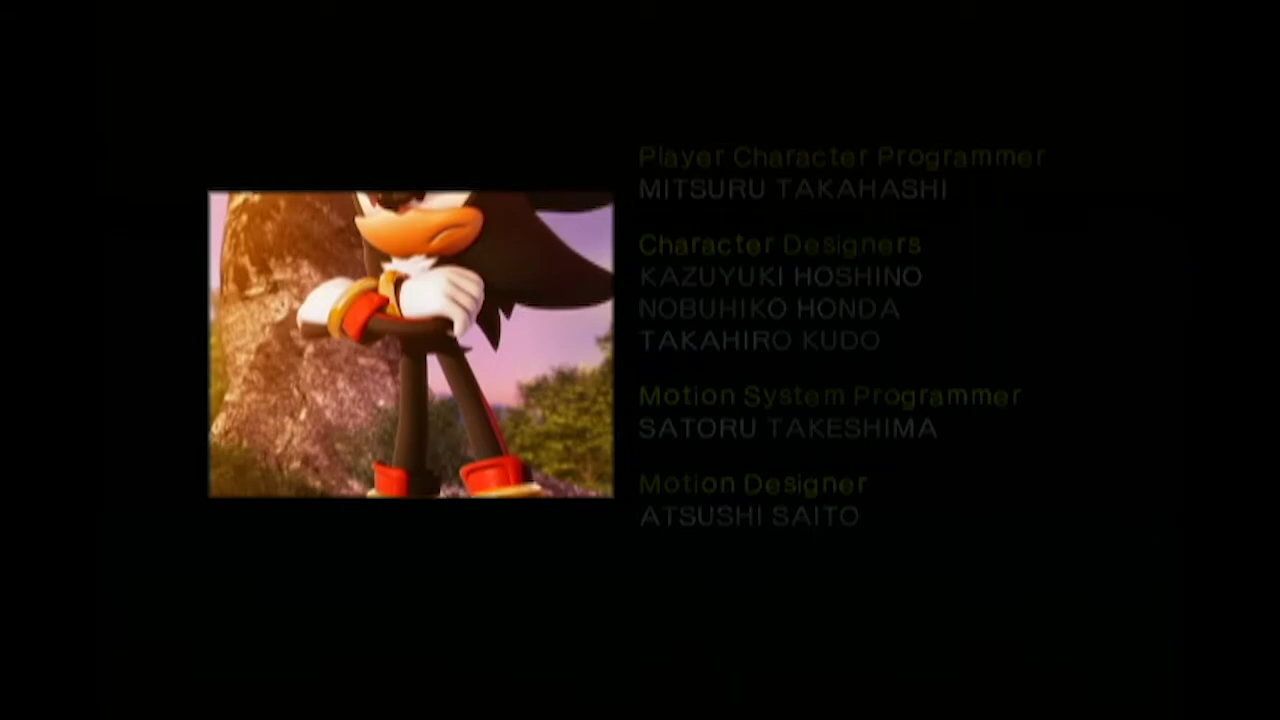 Player Character Programmer
MITSURU TAKAHASHI
Character Designers
KAZUYUKI HOSHINO
NOBUHIKO HONDA
TAKAHIRO KUDO
Motion System Programmer
SATORU TAKESHIMA
Motion Designer
ATSUSHI SAITO